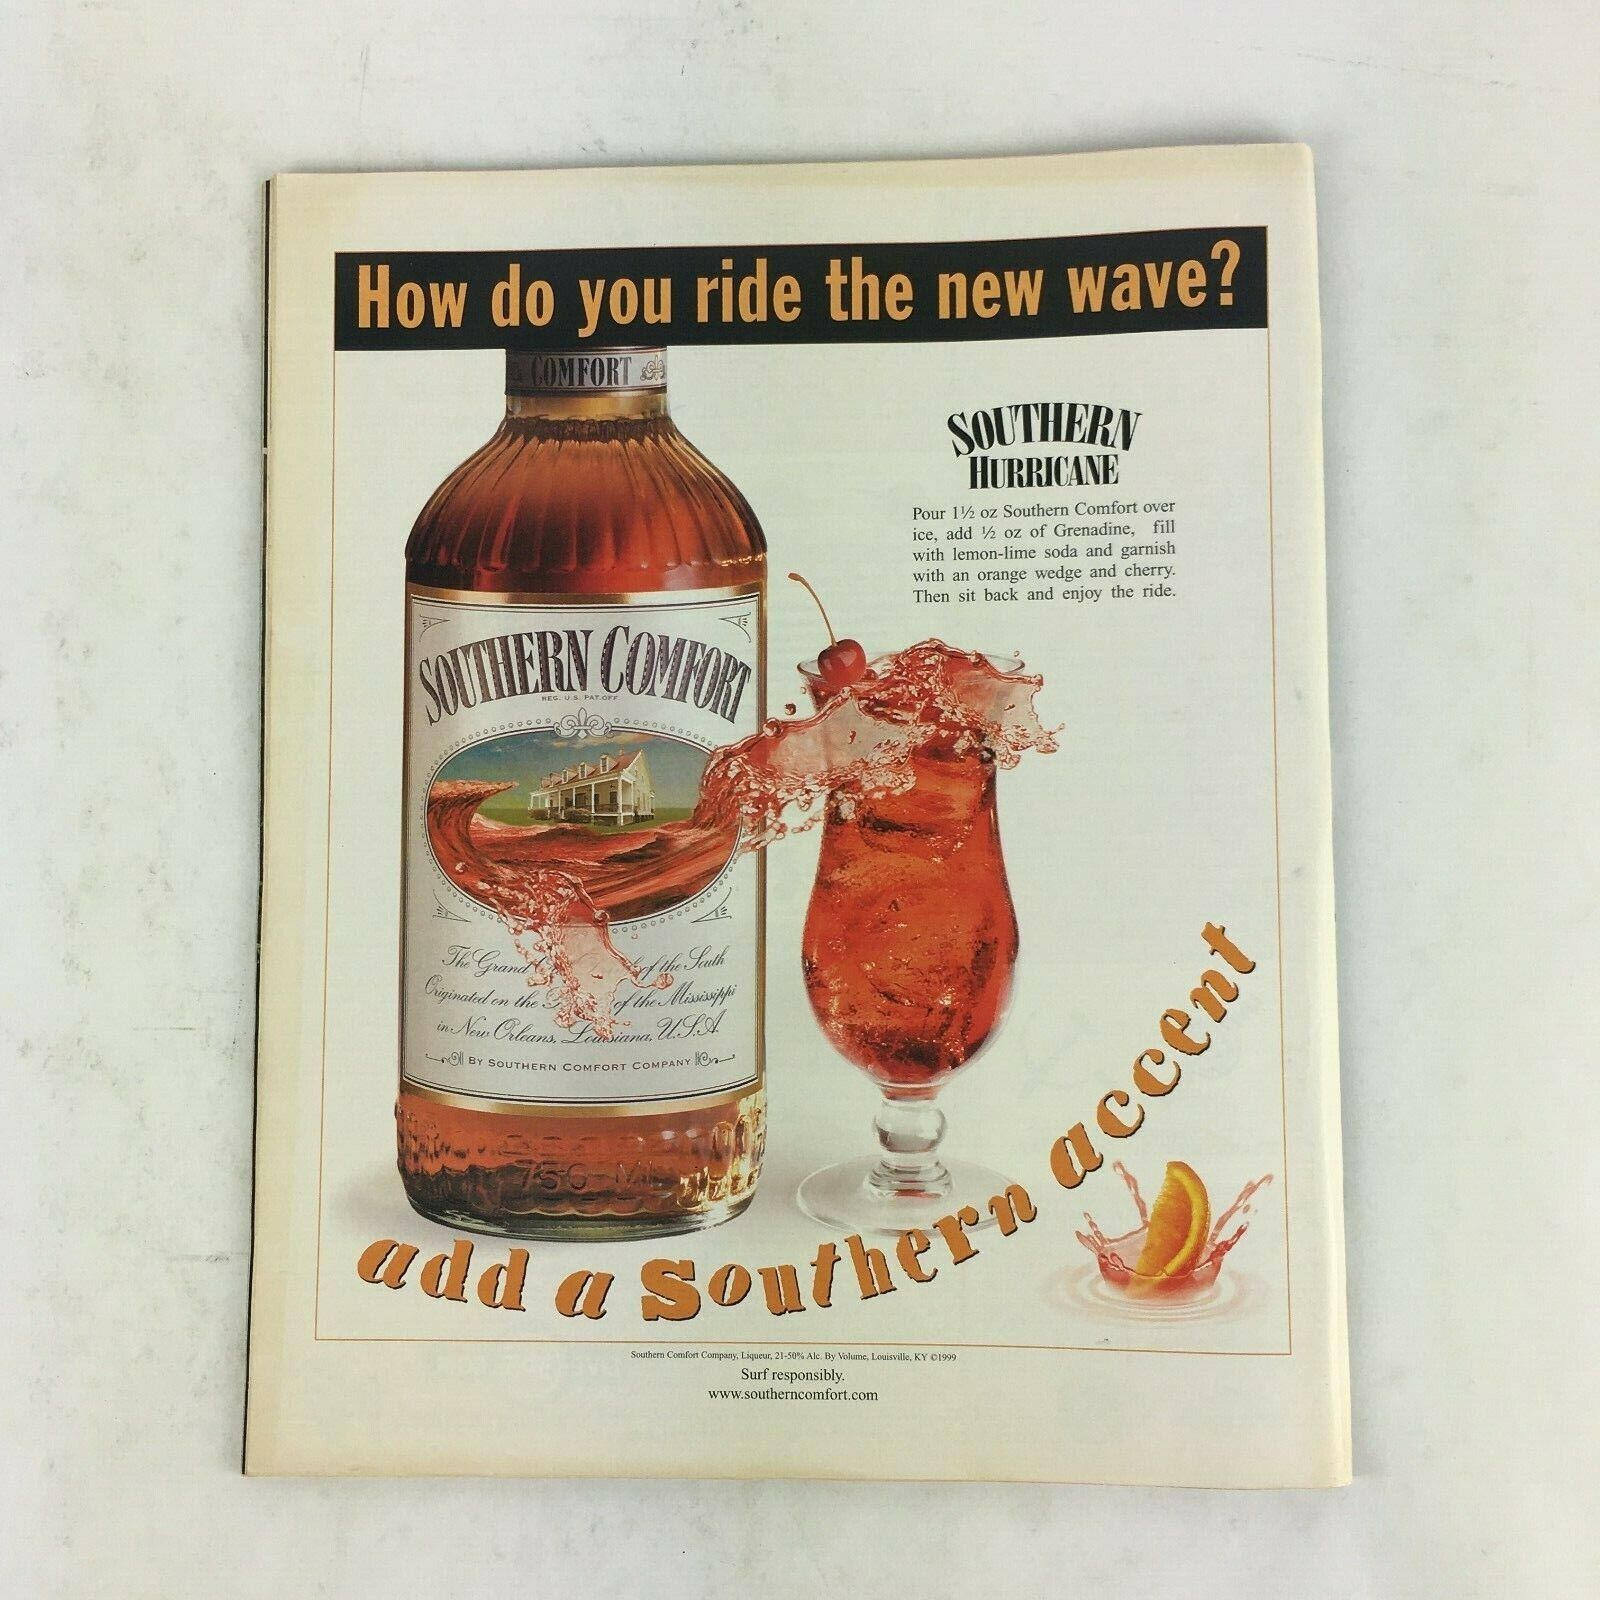 How do you ride the new wave?
COMFORT
SOUTHERN
HURRICANE
Pour 1½ oz Southern Comfort over
ice, add ½ oz of Grenadine, fill
with lemon-lime soda and garnish
with an orange wedge and cherry.
Then sit back and enjoy the ride.
SOUTHERN COMFORT
REG. U.S. PAT. OFF
The Grand of the South
Originated on the of the Mississippi
in New Orleans, Louisiana, U.S.A.
BY SOUTHERN COMFORT COMPANY
750 ML
add a Southern accent
Southern Comfort Company, Liqueur, 21-50% Alc. By Volume, Louisville, KY ©1999
Surf responsibly.
www.southerncomfort.com